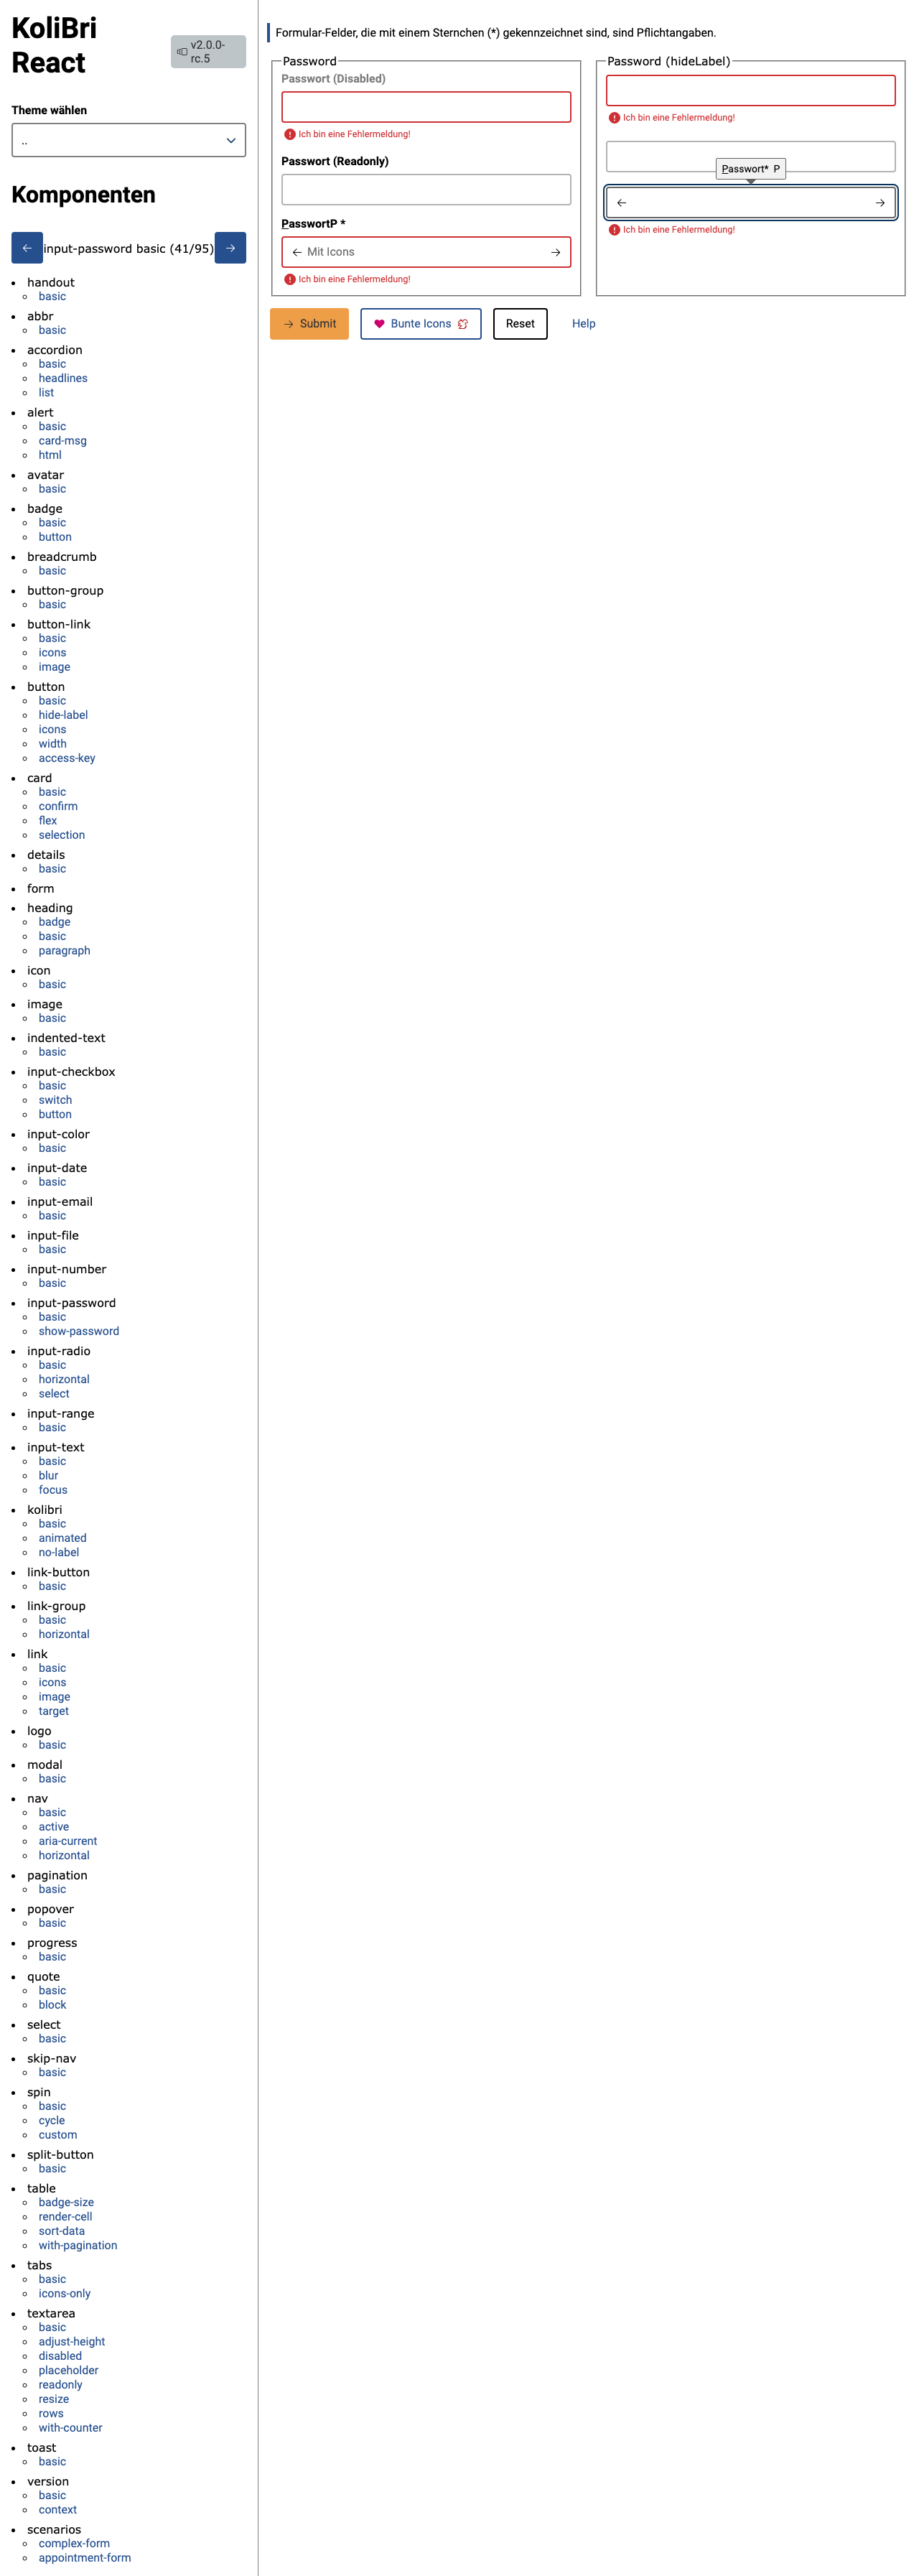 KoliBri
React
v2.0.0-
rc.5
Theme wählen
..
Komponenten
input-password basic (41/95)
handout
basic
abbr
basic
accordion
basic
headlines
list
alert
basic
card-msg
html
avatar
basic
badge
basic
button
breadcrumb
basic
button-group
basic
button-link
basic
icons
image
button
basic
hide-label
icons
width
access-key
card
basic
confirm
flex
selection
details
basic
form
heading
badge
basic
paragraph
icon
basic
image
basic
indented-text
basic
input-checkbox
basic
switch
button
input-color
basic
input-date
basic
input-email
basic
input-file
basic
input-number
basic
input-password
basic
show-password
input-radio
basic
horizontal
select
input-range
basic
input-text
basic
blur
focus
kolibri
basic
animated
no-label
link-button
basic
link-group
basic
horizontal
link
basic
icons
image
target
logo
basic
modal
basic
nav
basic
active
aria-current
horizontal
pagination
basic
popover
basic
progress
basic
quote
basic
block
select
basic
skip-nav
basic
spin
basic
cycle
custom
split-button
basic
table
badge-size
render-cell
sort-data
with-pagination
tabs
basic
icons-only
textarea
basic
adjust-height
disabled
placeholder
readonly
resize
rows
with-counter
toast
basic
version
basic
context
scenarios
complex-form
appointment-form
Formular-Felder, die mit einem Sternchen (*) gekennzeichnet sind, sind Pflichtangaben.
Password
Passwort (Disabled)
Ich bin eine Fehlermeldung!
Passwort (Readonly)
PasswortP *
Mit Icons
Ich bin eine Fehlermeldung!
Password (hideLabel)
Ich bin eine Fehlermeldung!
Passwort* P
Ich bin eine Fehlermeldung!
Submit
Bunte Icons
Reset
Help